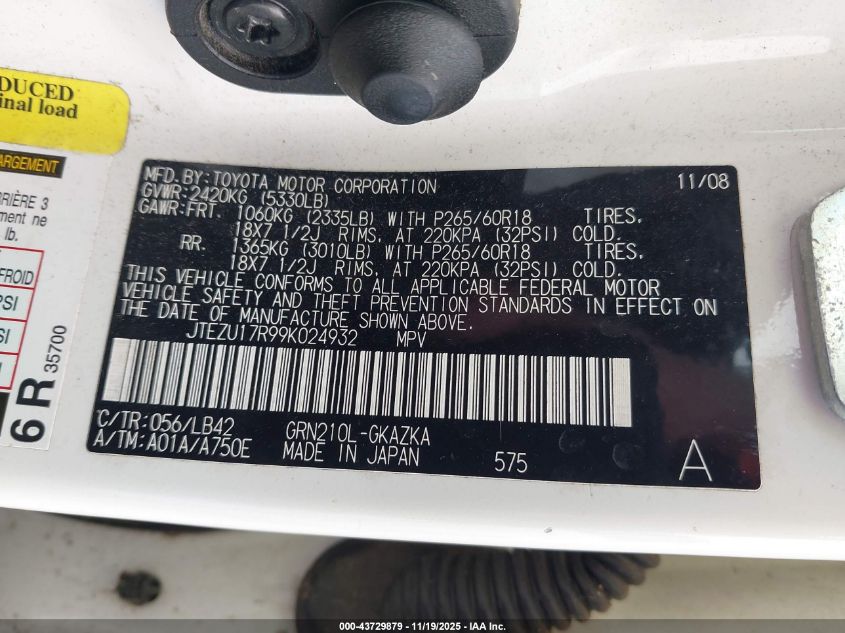 DUCED
inal load
ARGEMENT
RRIÈRE 3
ment ne
lb.
FROID
PSI
SI
SI
6 R 35700
MFD. BY: TOYOTA MOTOR CORPORATION 11/08
GVWR: 2420KG (5330LB)
GAWR: FRT. 1060KG (2335LB) WITH P265/60R18 TIRES,
18X7 1/2J RIMS, AT 220KPA (32PSI) COLD.
RR. 1365KG (3010LB) WITH P265/60R18 TIRES,
18X7 1/2J RIMS, AT 220KPA (32PSI) COLD.
THIS VEHICLE CONFORMS TO ALL APPLICABLE FEDERAL MOTOR
VEHICLE SAFETY AND THEFT PREVENTION STANDARDS IN EFFECT ON
THE DATE OF MANUFACTURE SHOWN ABOVE.
JTEZU17R99K024932 MPV
C/TR: 056/LB42 GRN210L-GKAZKA
A/TM: A01A/A750E MADE IN JAPAN 575 A
000-43729879 - 11/19/2025 - IAA Inc.